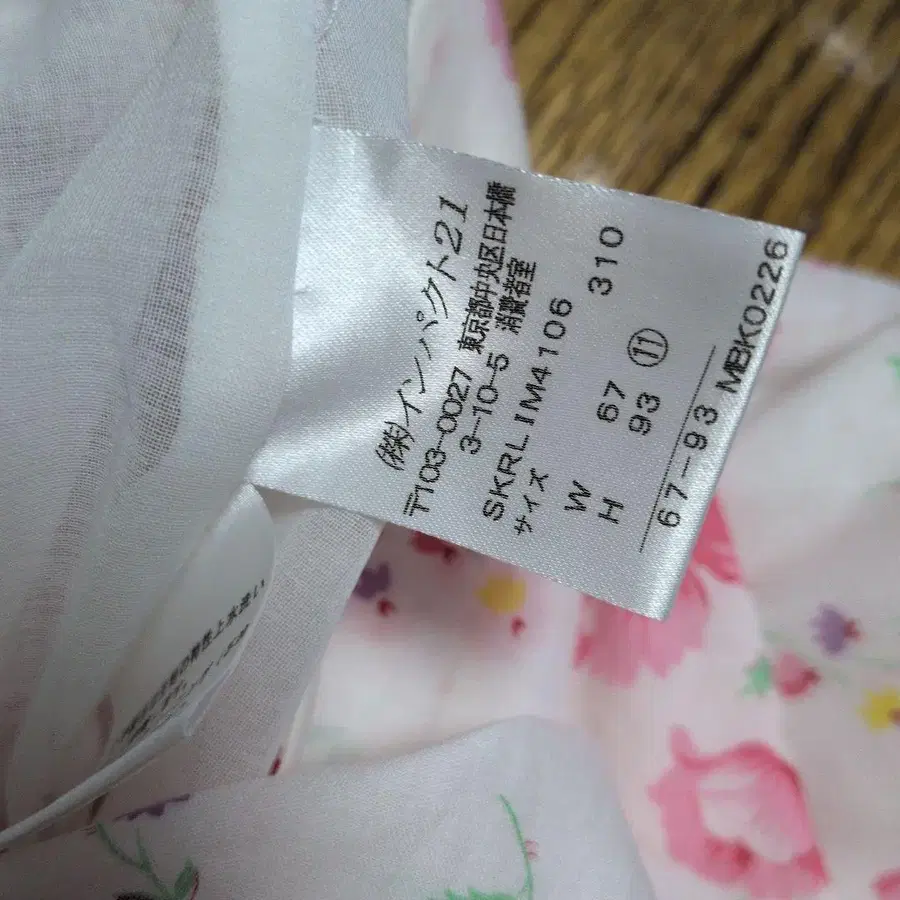 (株)インパクト21
〒103-0027 東京都中央区日本橋
3-10-5 消費者室
SKRLIM4106 310
サイズ
W 67
H 93 ⑪
67-93 MBK0226